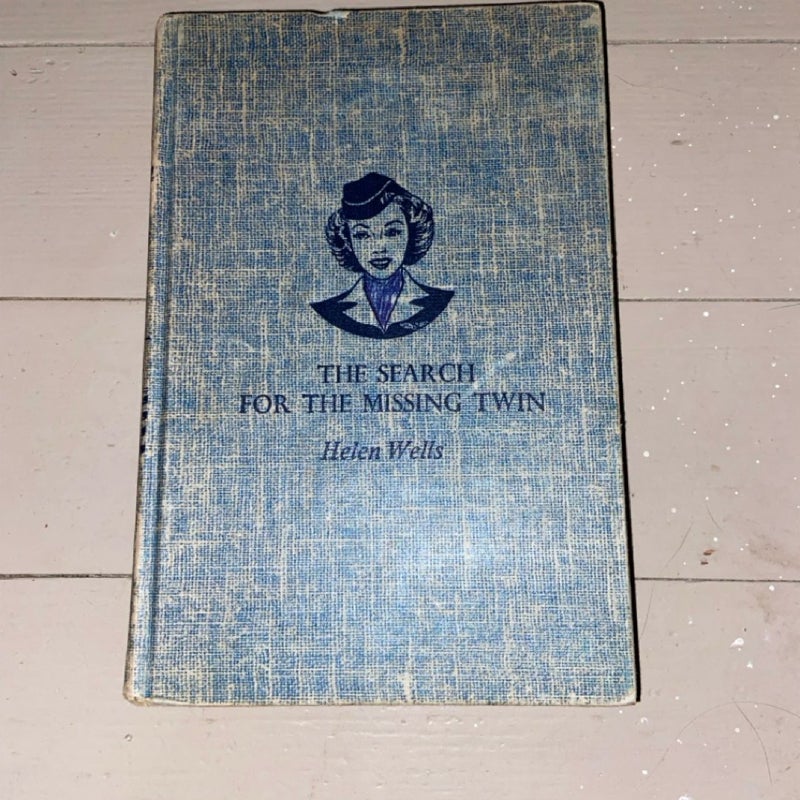 THE SEARCH
FOR THE MISSING TWIN
Helen Wells